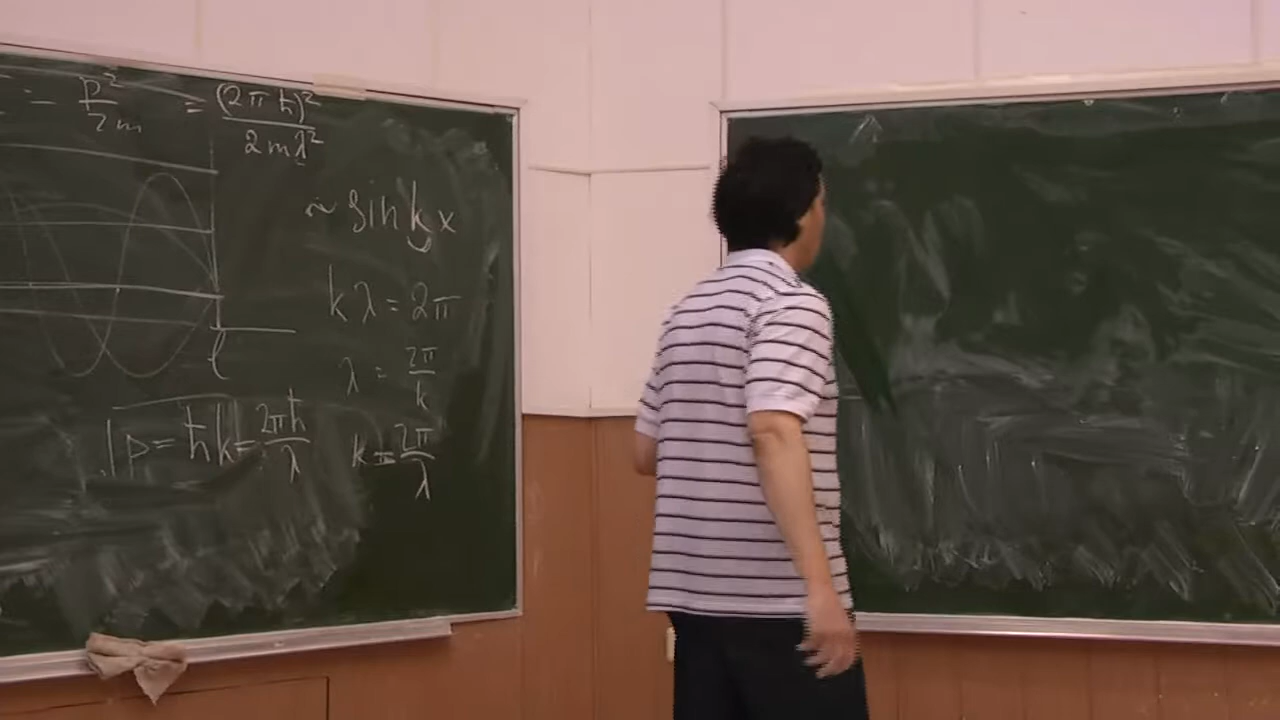 = p²/2m = (2πħ)²/2mλ²
~ sin kx
kλ = 2π
l
λ = 2π/k
p = ħk = 2πħ/λ
k = 2π/λ